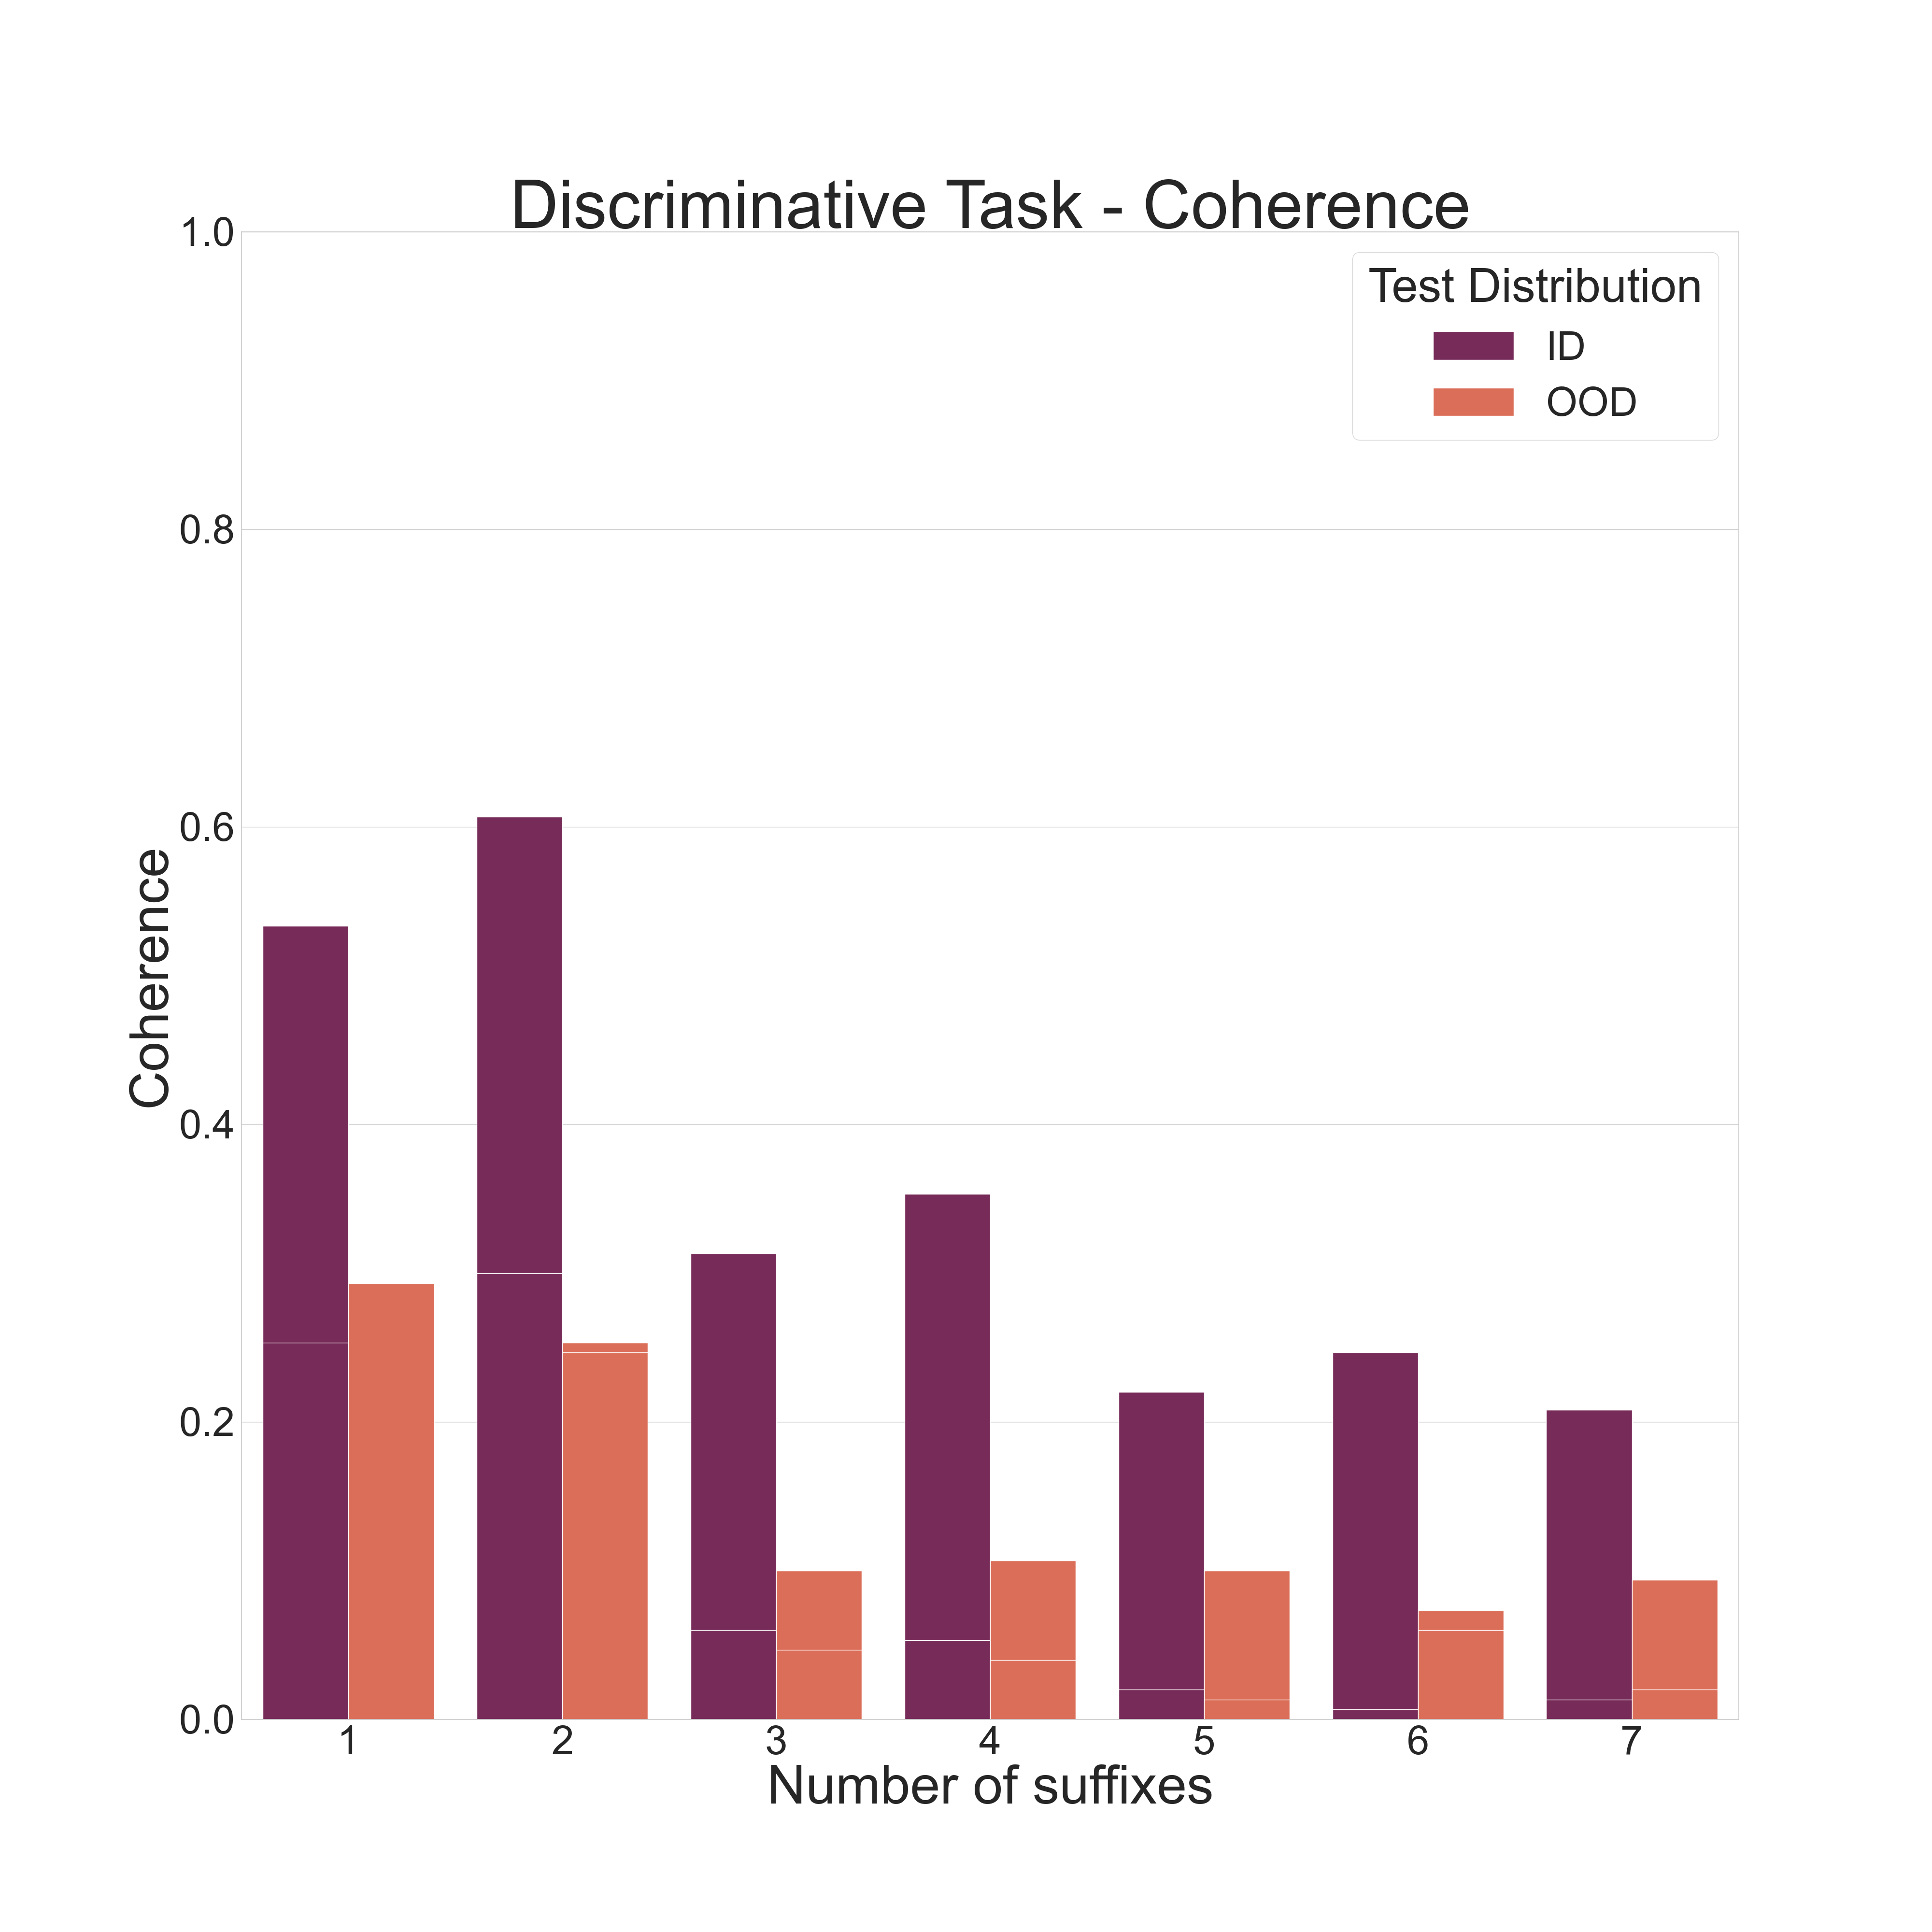 Discriminative Task - Coherence
1.0
0.8
0.6
0.4
0.2
0.0
Coherence
Test Distribution
ID
OOD
1 2 3 4 5 6 7
Number of suffixes